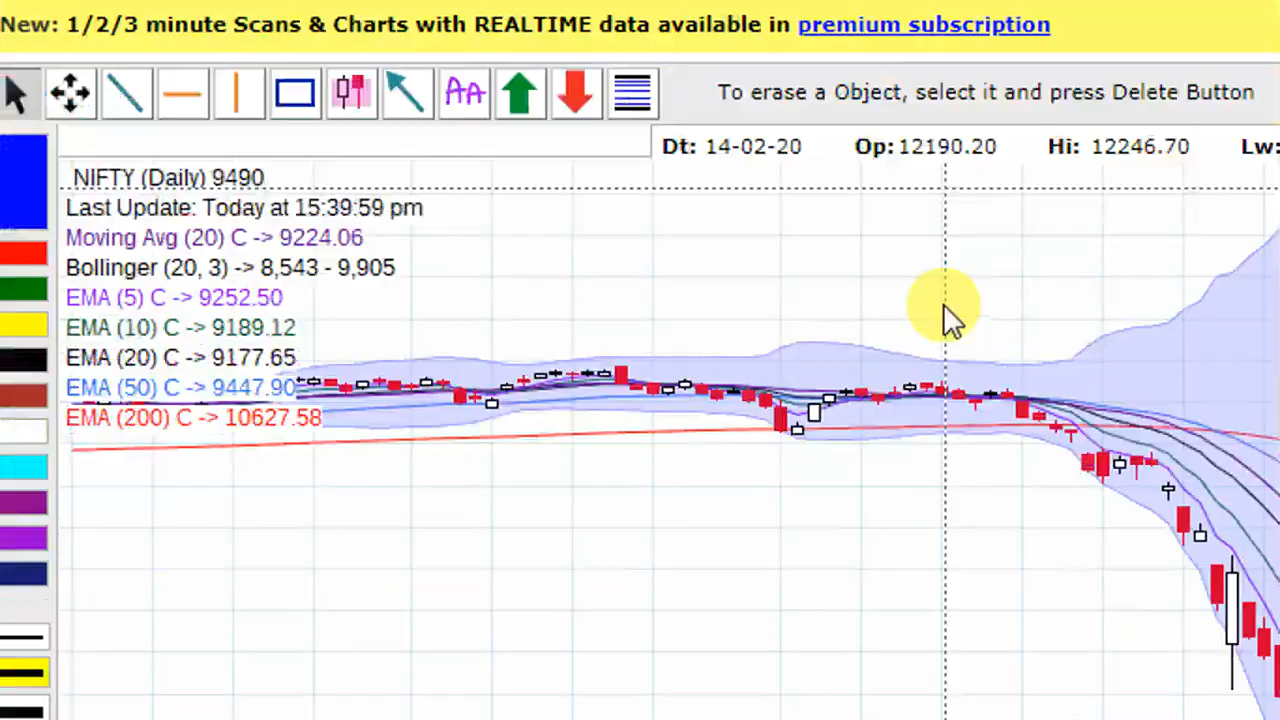 New: 1/2/3 minute Scans & Charts with REALTIME data available in premium subscription
AA
To erase a Object, select it and press Delete Button
Dt: 14-02-20 Op:12190.20 Hi: 12246.70 Lw:
NIFTY (Daily) 9490
Last Update: Today at 15:39:59 pm
Moving Avg (20) C -> 9224.06
Bollinger (20, 3) -> 8,543 - 9,905
EMA (5) C -> 9252.50
EMA (10) C -> 9189.12
EMA (20) C -> 9177.65
EMA (50) C -> 9447.90
EMA (200) C -> 10627.58